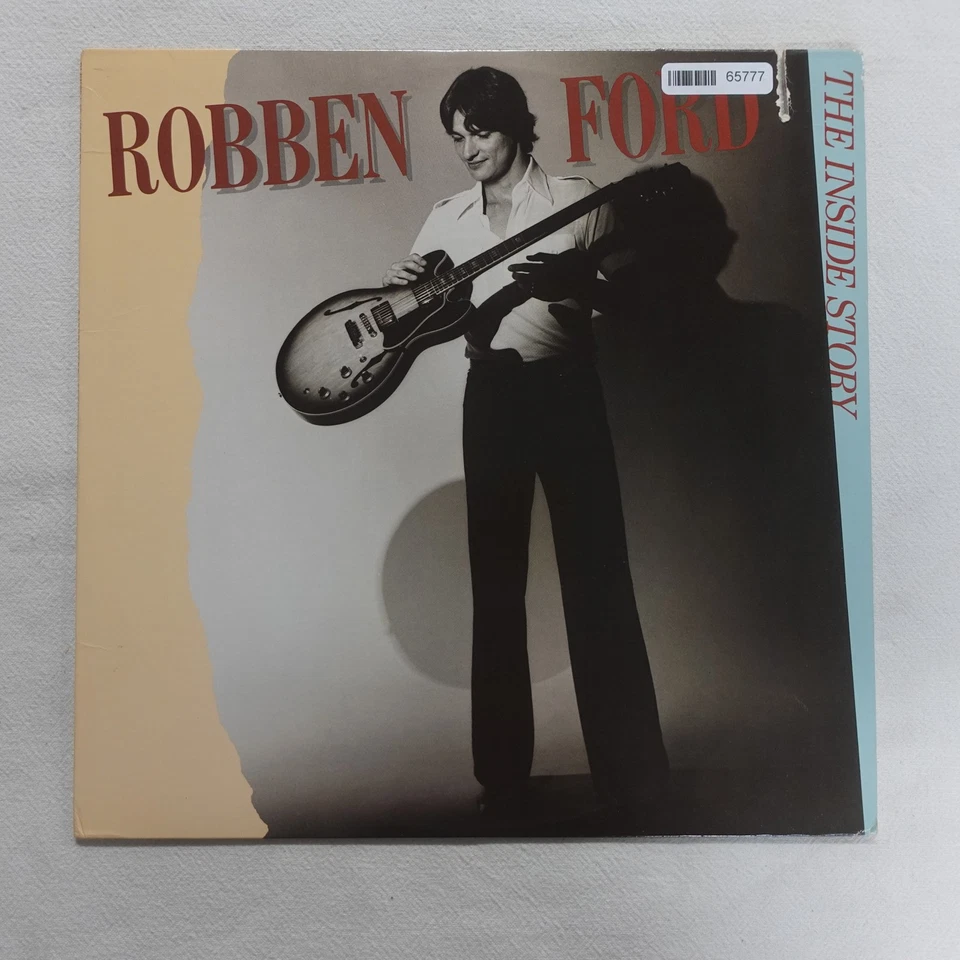 ROBBEN FORD
65777
THE INSIDE STORY